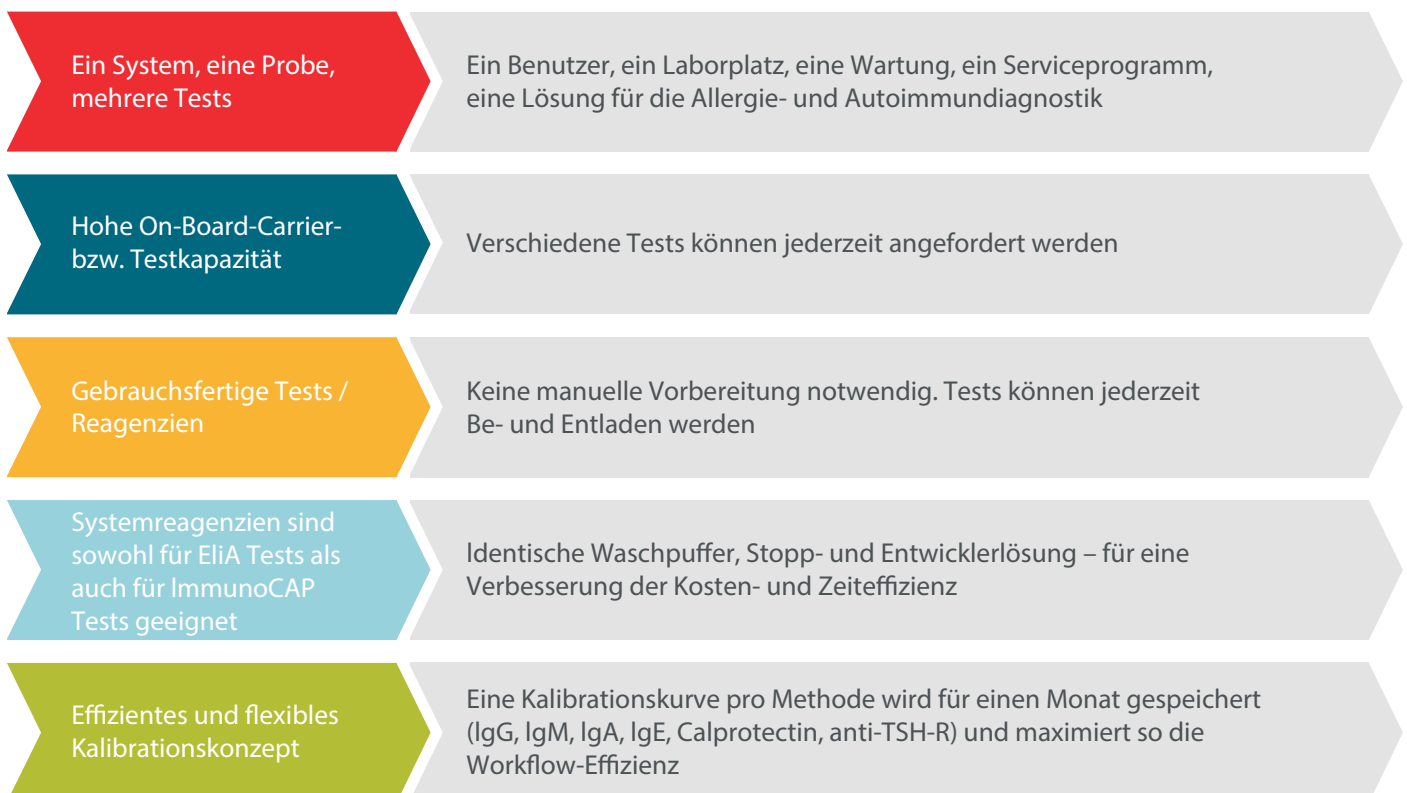 Ein System, eine Probe,
mehrere Tests
Ein Benutzer, ein Laborplatz, eine Wartung, ein Serviceprogramm,
eine Lösung für die Allergie- und Autoimmundiagnostik
Hohe On-Board-Carrier-
bzw. Testkapazität
Verschiedene Tests können jederzeit angefordert werden
Gebrauchsfertige Tests /
Reagenzien
Keine manuelle Vorbereitung notwendig. Tests können jederzeit
Be- und Entladen werden
Systemreagenzien sind
sowohl für EliA Tests als
auch für ImmunoCAP
Tests geeignet
Identische Waschpuffer, Stopp- und Entwicklerlösung – für eine
Verbesserung der Kosten- und Zeiteffizienz
Effizientes und flexibles
Kalibrationskonzept
Eine Kalibrationskurve pro Methode wird für einen Monat gespeichert
(IgG, IgM, IgA, IgE, Calprotectin, anti-TSH-R) und maximiert so die
Workflow-Effizienz